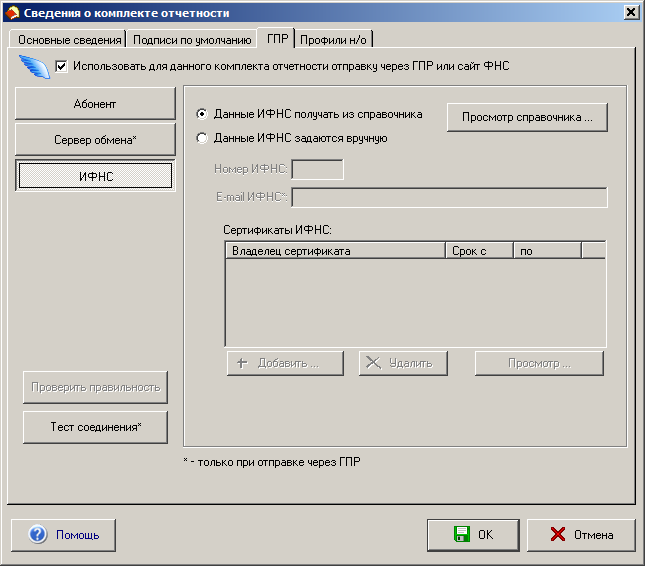 Сведения о комплекте отчетности
Основные сведения Подписи по умолчанию ГПР Профили н/о
Использовать для данного комплекта отчетности отправку через ГПР или сайт ФНС
Абонент
Сервер обмена*
ИФНС
Данные ИФНС получать из справочника
Просмотр справочника ...
Данные ИФНС задаются вручную
Номер ИФНС:
E-mail ИФНС*:
Сертификаты ИФНС:
Владелец сертификата Срок с по
Добавить ... Удалить Просмотр ...
Проверить правильность
Тест соединения*
* - только при отправке через ГПР
Помощь OK Отмена